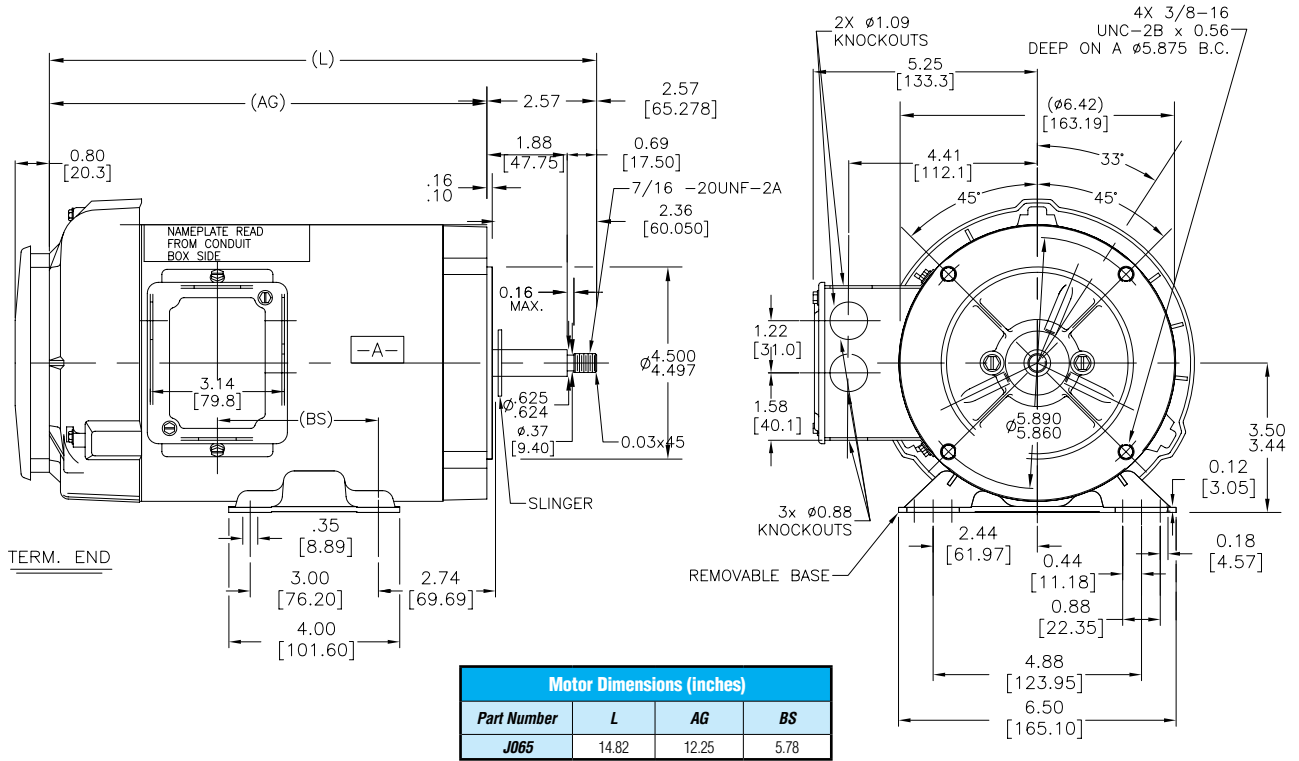 (L)
(AG)
2.57
2.57
[65.278]
0.80
[20.3]
1.88
[47.75]
0.69
[17.50]
.16
.10
7/16 -20UNF-2A
2.36
[60.050]
NAMEPLATE READ
FROM CONDUIT
BOX SIDE
0.16
MAX.
-A-
ø4.500
4.497
3.14
[79.8]
(BS)
ø.625
.624
ø.37
[9.40]
0.03x45
SLINGER
.35
[8.89]
TERM. END
3.00
[76.20]
2.74
[69.69]
4.00
[101.60]
2X ø1.09
KNOCKOUTS
4X 3/8-16
UNC-2B x 0.56
DEEP ON A ø5.875 B.C.
5.25
[133.3]
(ø6.42)
[163.19]
4.41
[112.1]
33°
45°
45°
1.22
[31.0]
1.58
[40.1]
ø5.890
5.860
3.50
3.44
0.12
[3.05]
3x ø0.88
KNOCKOUTS
2.44
[61.97]
0.18
[4.57]
REMOVABLE BASE
0.44
[11.18]
0.88
[22.35]
4.88
[123.95]
6.50
[165.10]
Motor Dimensions (inches)
Part Number L AG BS
J065 14.82 12.25 5.78